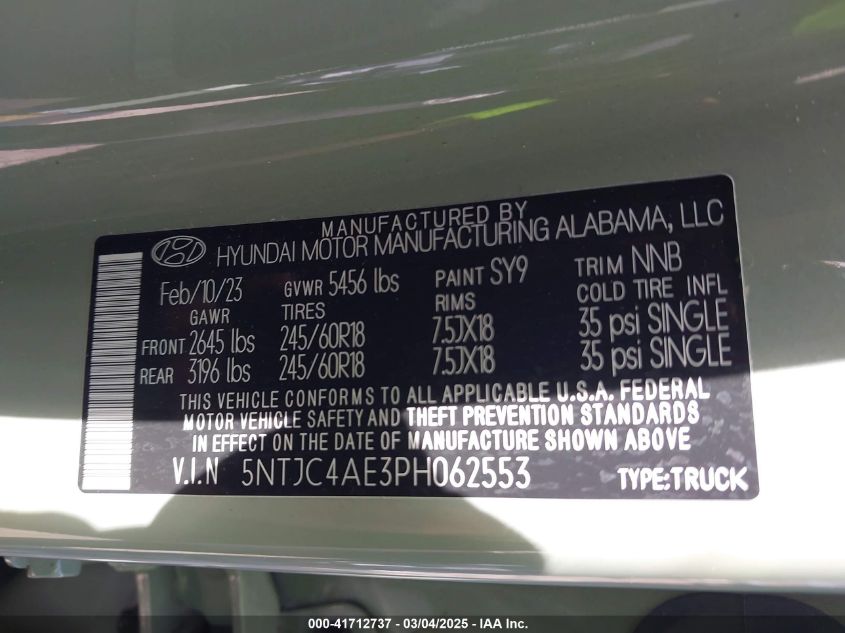 MANUFACTURED BY
HYUNDAI MOTOR MANUFACTURING ALABAMA, LLC
Feb/10/23 GVWR 5456 lbs PAINT SY9 TRIM NNB
GAWR TIRES RIMS COLD TIRE INFL
FRONT 2645 lbs 245/60R18 7.5JX18 35 psi SINGLE
REAR 3196 lbs 245/60R18 7.5JX18 35 psi SINGLE
THIS VEHICLE CONFORMS TO ALL APPLICABLE U.S.A. FEDERAL
MOTOR VEHICLE SAFETY AND THEFT PREVENTION STANDARDS
IN EFFECT ON THE DATE OF MANUFACTURE SHOWN ABOVE
V.I.N 5NTJC4AE3PH062553 TYPE:TRUCK
000-41712737 - 03/04/2025 - IAA Inc.